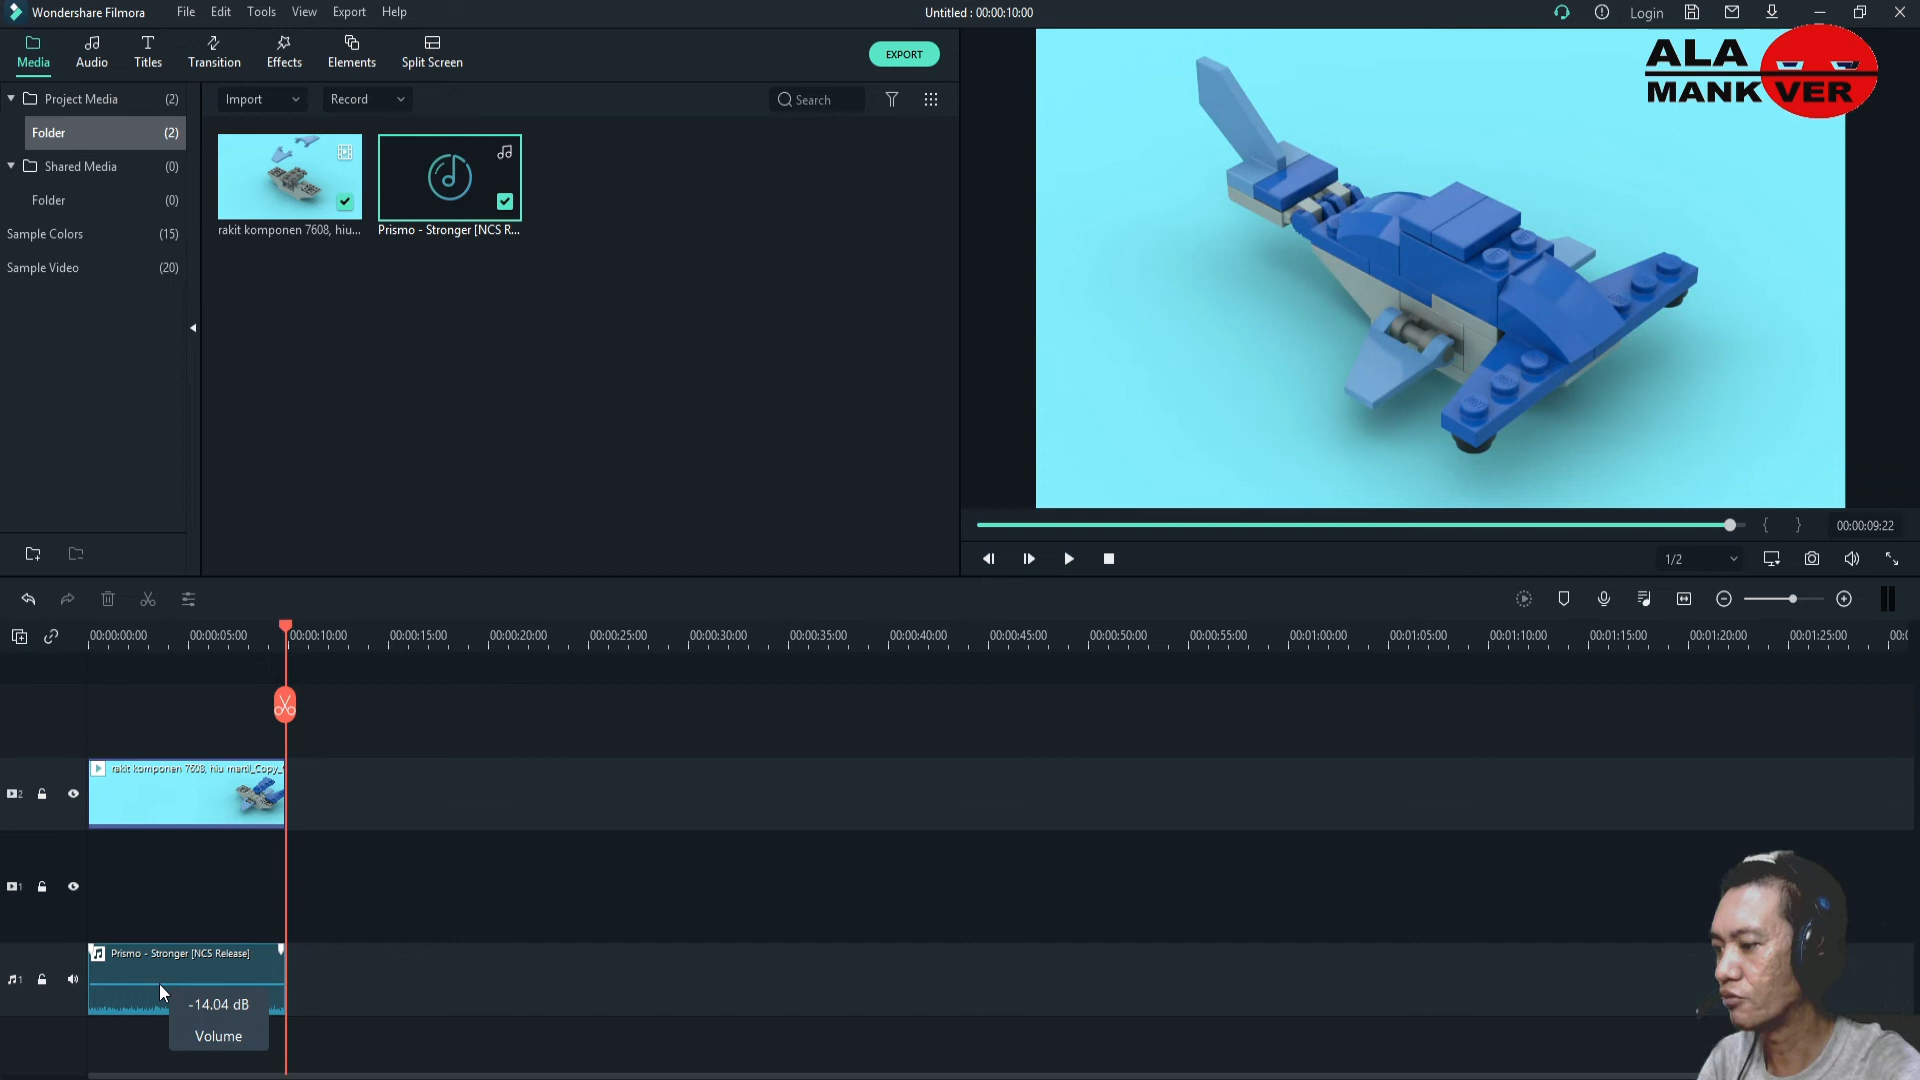 Wondershare Filmora
File Edit Tools View Export Help
Untitled : 00:00:10:00
Login
Media Audio Titles Transition Effects Elements Split Screen
EXPORT
ALA
MANKVER
Project Media (2)
Folder (2)
Shared Media (0)
Folder (0)
Sample Colors (15)
Sample Video (20)
Import Record Search
rakit komponen 7608, hiu...
Prismo - Stronger [NCS R...
00:00:09:22
1/2
00:00:00:00 00:00:05:00 00:00:10:00 00:00:15:00 00:00:20:00 00:00:25:00 00:00:30:00 00:00:35:00 00:00:40:00 00:00:45:00 00:00:50:00 00:00:55:00 00:01:00:00 00:01:05:00 00:01:10:00 00:01:15:00 00:01:20:00 00:01:25:00 00:0
rakit komponen 7608, hiu martil_Copy_
2
1
Prismo - Stronger [NCS Release]
1
-14.04 dB
Volume